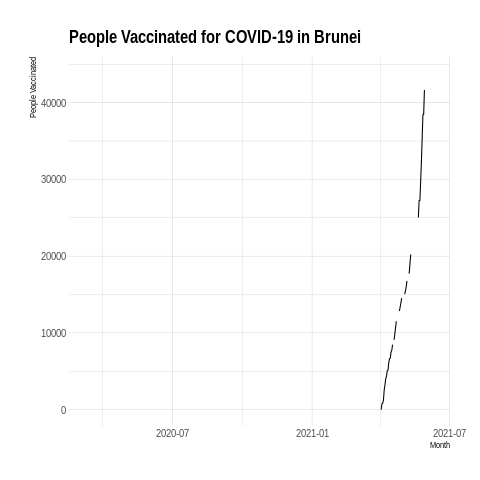 People Vaccinated for COVID-19 in Brunei
People Vaccinated
40000
30000
20000
10000
0
2020-07 2021-01 2021-07
Month